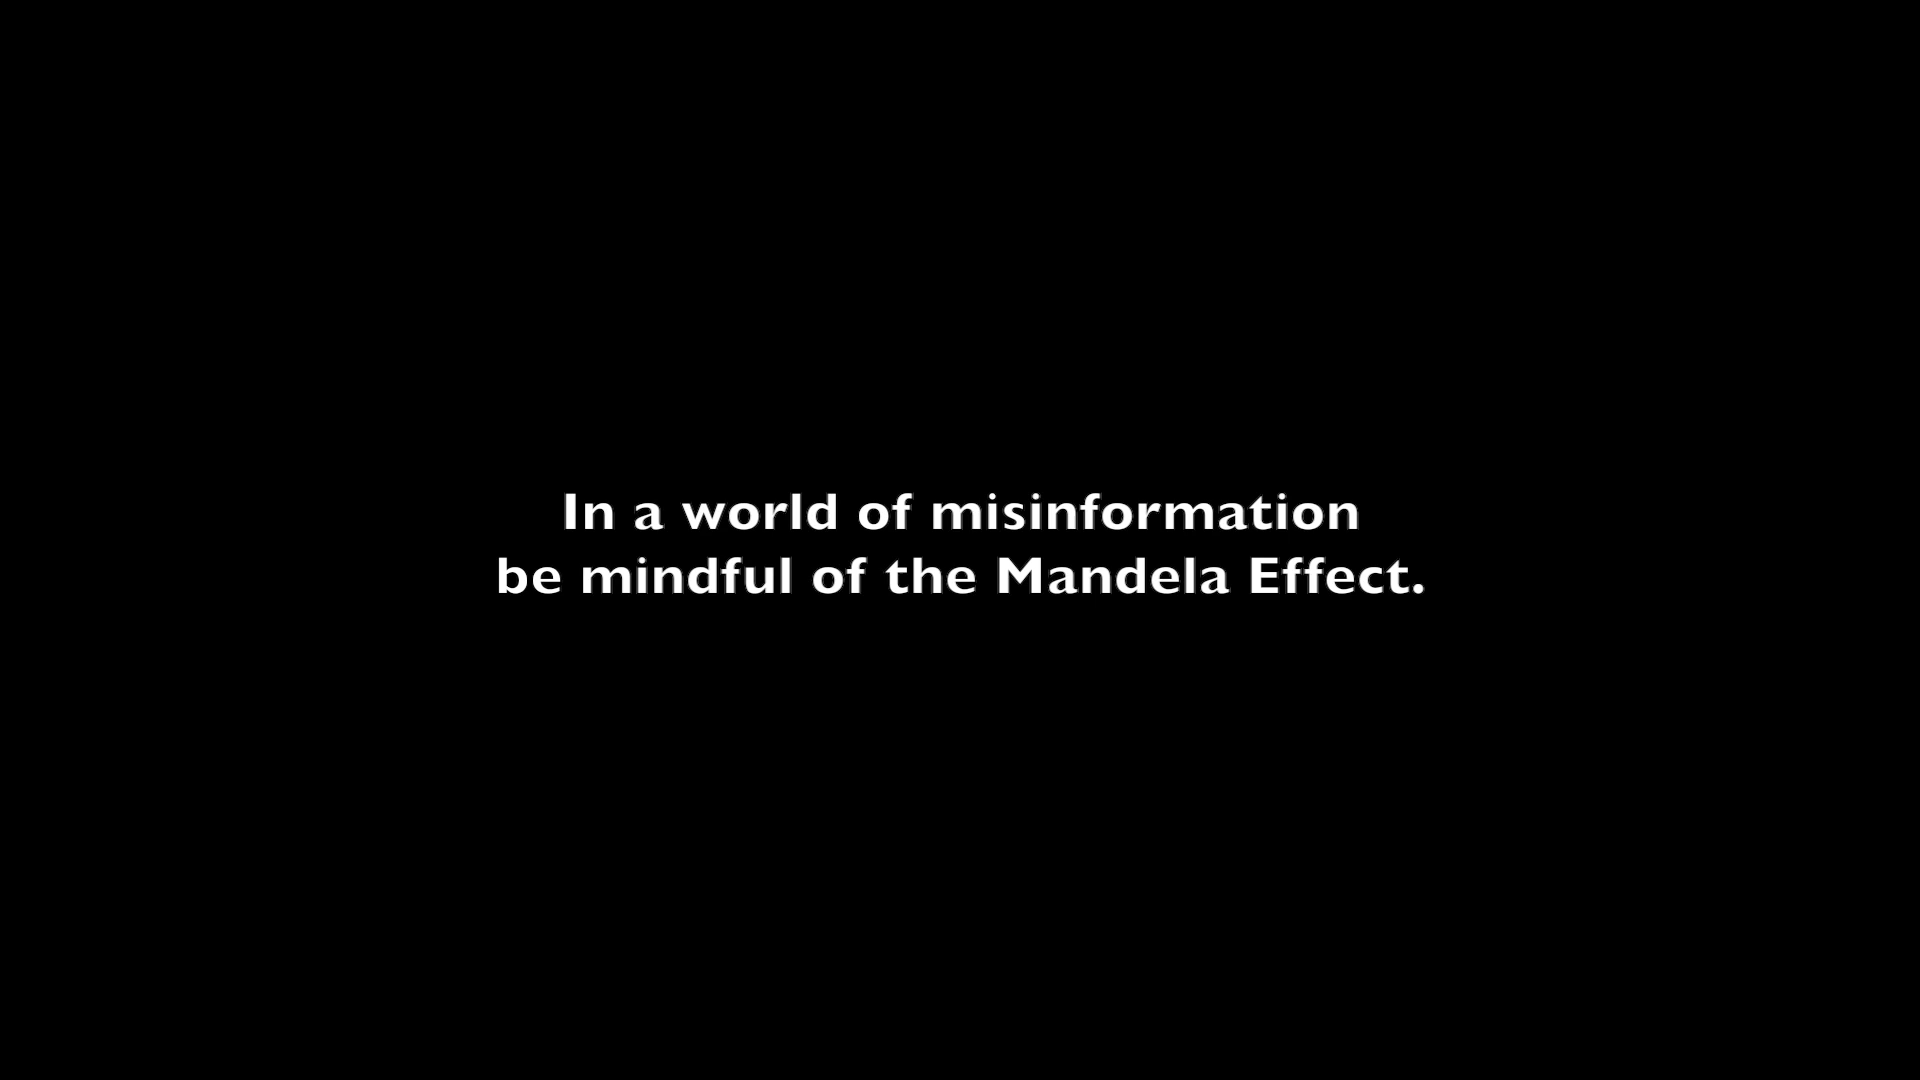 In a world of misinformation
be mindful of the Mandela Effect.